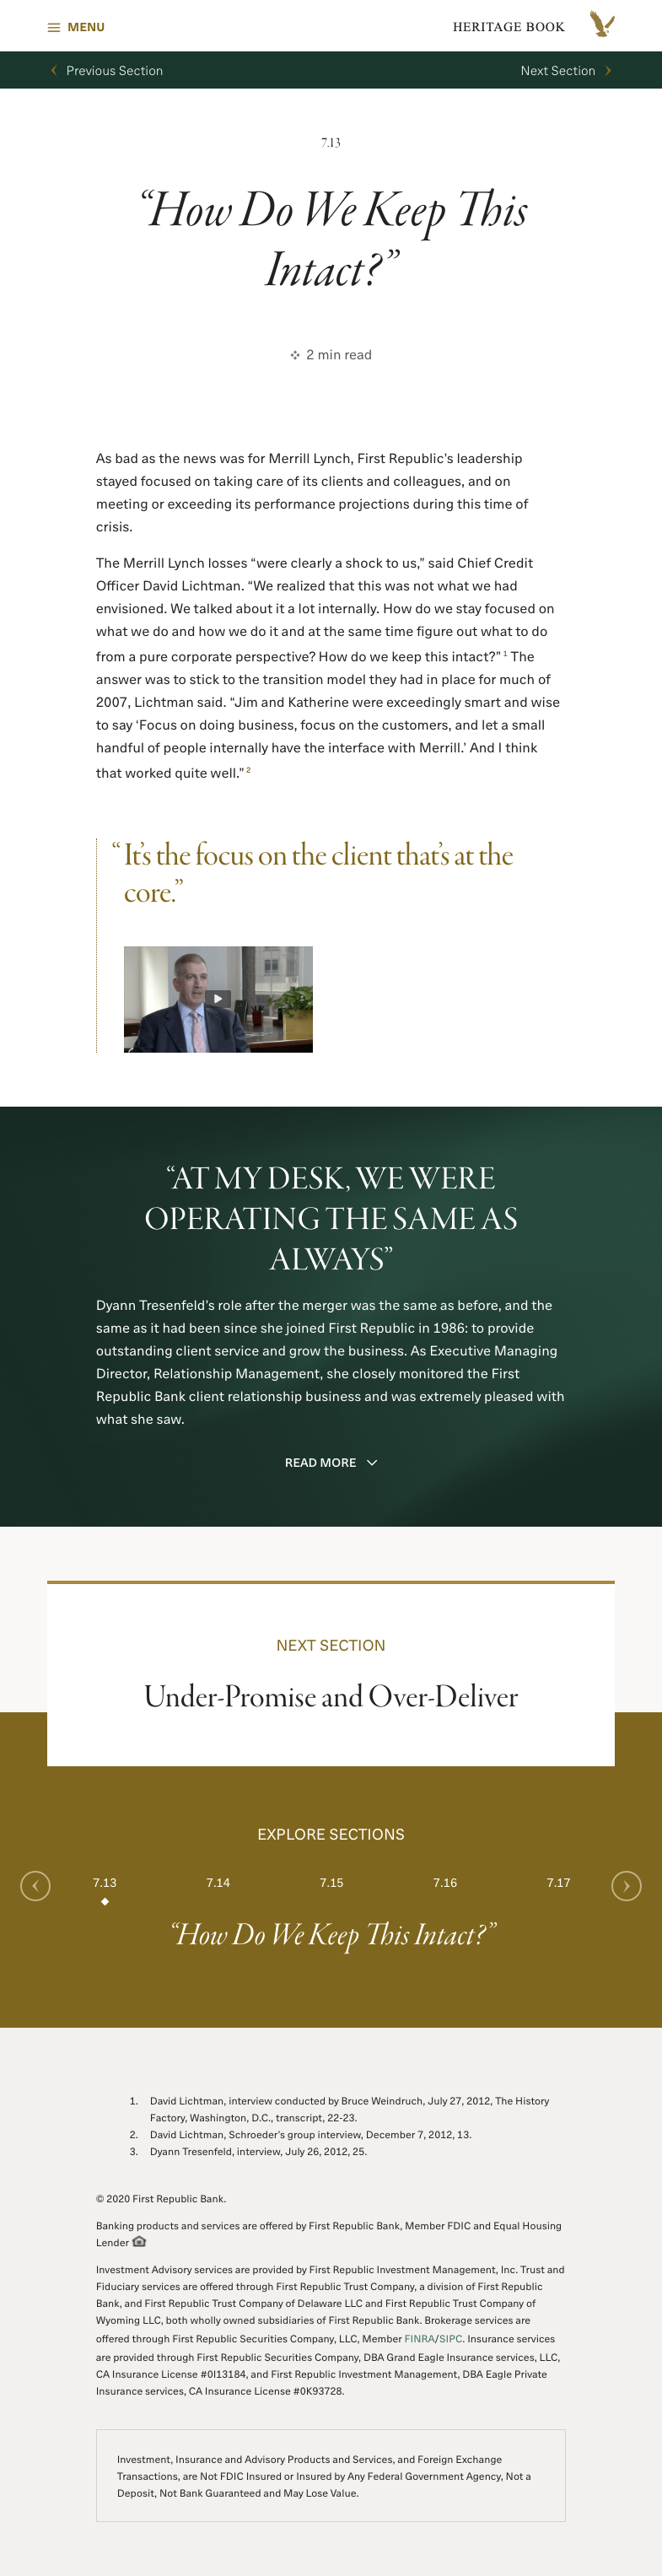 MENU
HERITAGE BOOK
Previous Section
Next Section
7.13
“How Do We Keep This
Intact?”
2 min read
As bad as the news was for Merrill Lynch, First Republic’s leadership
stayed focused on taking care of its clients and colleagues, and on
meeting or exceeding its performance projections during this time of
crisis.
The Merrill Lynch losses “were clearly a shock to us,” said Chief Credit
Officer David Lichtman. “We realized that this was not what we had
envisioned. We talked about it a lot internally. How do we stay focused on
what we do and how we do it and at the same time figure out what to do
from a pure corporate perspective? How do we keep this intact?” 1 The
answer was to stick to the transition model they had in place for much of
2007, Lichtman said. “Jim and Katherine were exceedingly smart and wise
to say ‘Focus on doing business, focus on the customers, and let a small
handful of people internally have the interface with Merrill.’ And I think
that worked quite well.” 2
“ It’s the focus on the client that’s at the
core.”
“AT MY DESK, WE WERE
OPERATING THE SAME AS
ALWAYS”
Dyann Tresenfeld’s role after the merger was the same as before, and the
same as it had been since she joined First Republic in 1986: to provide
outstanding client service and grow the business. As Executive Managing
Director, Relationship Management, she closely monitored the First
Republic Bank client relationship business and was extremely pleased with
what she saw.
READ MORE
NEXT SECTION
Under-Promise and Over-Deliver
EXPLORE SECTIONS
7.13 7.14 7.15 7.16 7.17
“How Do We Keep This Intact?”
1. David Lichtman, interview conducted by Bruce Weindruch, July 27, 2012, The History
Factory, Washington, D.C., transcript, 22-23.
2. David Lichtman, Schroeder’s group interview, December 7, 2012, 13.
3. Dyann Tresenfeld, interview, July 26, 2012, 25.
© 2020 First Republic Bank.
Banking products and services are offered by First Republic Bank, Member FDIC and Equal Housing
Lender
Investment Advisory services are provided by First Republic Investment Management, Inc. Trust and
Fiduciary services are offered through First Republic Trust Company, a division of First Republic
Bank, and First Republic Trust Company of Delaware LLC and First Republic Trust Company of
Wyoming LLC, both wholly owned subsidiaries of First Republic Bank. Brokerage services are
offered through First Republic Securities Company, LLC, Member FINRA/SIPC. Insurance services
are provided through First Republic Securities Company, DBA Grand Eagle Insurance services, LLC,
CA Insurance License #0I13184, and First Republic Investment Management, DBA Eagle Private
Insurance services, CA Insurance License #0K93728.
Investment, Insurance and Advisory Products and Services, and Foreign Exchange
Transactions, are Not FDIC Insured or Insured by Any Federal Government Agency, Not a
Deposit, Not Bank Guaranteed and May Lose Value.